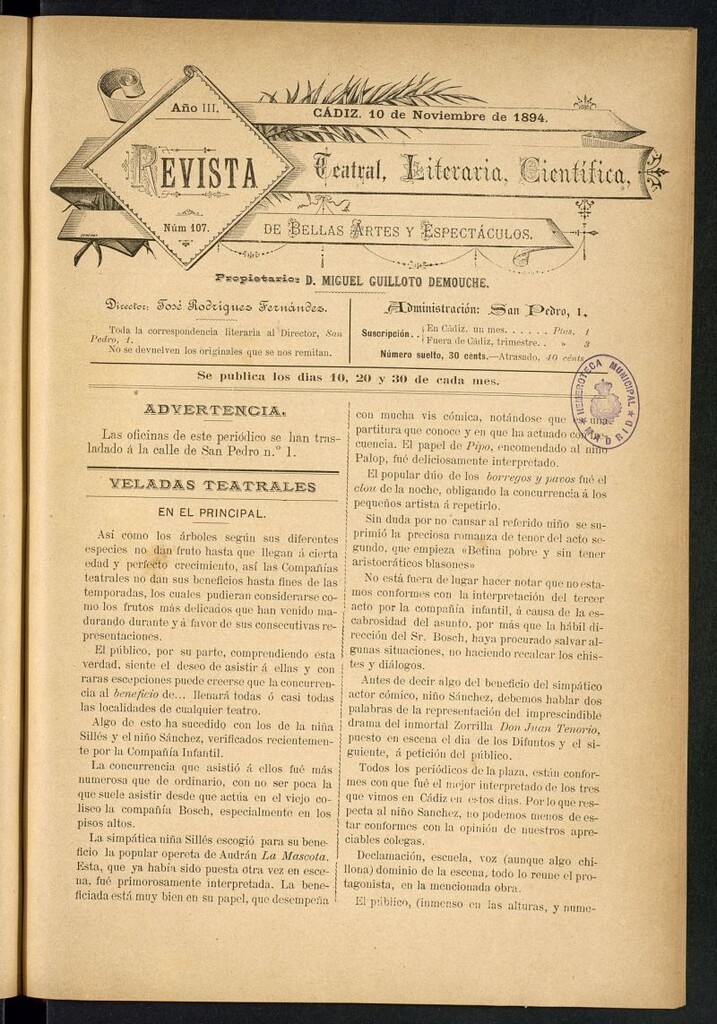 Año III.
CÁDIZ. 10 de Noviembre de 1894.
REVISTA
Teatral, Literaria, Científica,
Núm 107.
DE BELLAS ARTES Y ESPECTÁCULOS.
Propietario: D. MIGUEL GUILLOTO DEMOUCHE.
Director: José Rodríguez Fernández.
Toda la correspondencia literaria al Director, San
Pedro, 1.
No se devuelven los originales que se nos remitan.
Administración: San Pedro, 1.
Suscripción.. En Cádiz, un mes. . . . . . Ptas. 1
Fuera de Cádiz, trimestre. . » 3
Número suelto, 30 cents.—Atrasado, 40 cents.
Se publica los dias 10, 20 y 30 de cada mes.
HEMEROTECA MUNICIPAL
MADRID
ADVERTENCIA.
Las oficinas de este periódico se han tras-
ladado á la calle de San Pedro n.º 1.
VELADAS TEATRALES
EN EL PRINCIPAL.
Así como los árboles según sus diferentes
especies no dan fruto hasta que llegan á cierta
edad y perfecto crecimiento, así las Compañías
teatrales no dan sus beneficios hasta fines de las
temporadas, los cuales pudieran considerarse co-
mo los frutos más delicados que han venido ma-
durando durante y á favor de sus consecutivas re-
presentaciones.
El público, por su parte, comprendiendo esta
verdad, siente el deseo de asistir á ellas y con
raras escepciones puede creerse que la concurren-
cia al beneficio de... llenará todas ó casi todas
las localidades de cualquier teatro.
Algo de esto ha sucedido con los de la niña
Sillés y el niño Sánchez, verificados recientemen-
te por la Compañía Infantil.
La concurrencia que asistió á ellos fué más
numerosa que de ordinario, con no ser poca la
que suele asistir desde que actúa en el viejo co-
liseo la compañía Bosch, especialmente en los
pisos altos.
La simpática niña Sillés escogió para su bene-
ficio la popular opereta de Audrán La Mascota.
Esta, que ya había sido puesta otra vez en esce-
na, fué primorosamente interpretada. La bene-
ficiada está muy bien en su papel, que desempeña
con mucha vis cómica, notándose que es una
partitura que conoce y en que ha actuado con
cuencia. El papel de Pipo, encomendado al niño
Palop, fué deliciosamente interpretado.
El popular dúo de los borregos y pavos fué el
clou de la noche, obligando la concurrencia á los
pequeños artista á repetirlo.
Sin duda por no cansar al referido niño se su-
primió la preciosa romanza de tenor del acto se-
gundo, que empieza «Betina pobre y sin tener
aristocráticos blasones»
No está fuera de lugar hacer notar que no esta-
mos conformes con la interpretación del tercer
acto por la compañía infantil, á causa de la es-
cabrosidad del asunto, por más que la hábil di-
rección del Sr. Bosch, haya procurado salvar al-
gunas situaciones, no haciendo recalcar los chis-
tes y diálogos.
Antes de decir algo del beneficio del simpático
actor cómico, niño Sánchez, debemos hablar dos
palabras de la representación del imprescindible
drama del inmortal Zorrilla Don Juan Tenorio,
puesto en escena el dia de los Difuntos y el si-
guiente, á petición del público.
Todos los periódicos de la plaza, están confor-
mes con que fué el mejor interpretado de los tres
que vimos en Cádiz en estos dias. Por lo que res-
pecta al niño Sanchez, no podemos menos de es-
tar conformes con la opinión de nuestros apre-
ciables colegas.
Declamación, escuela, voz (aunque algo chi-
llona) dominio de la escena, todo lo reune el pro-
tagonista, en la mencionada obra.
El público, (inmenso en las alturas, y nume-